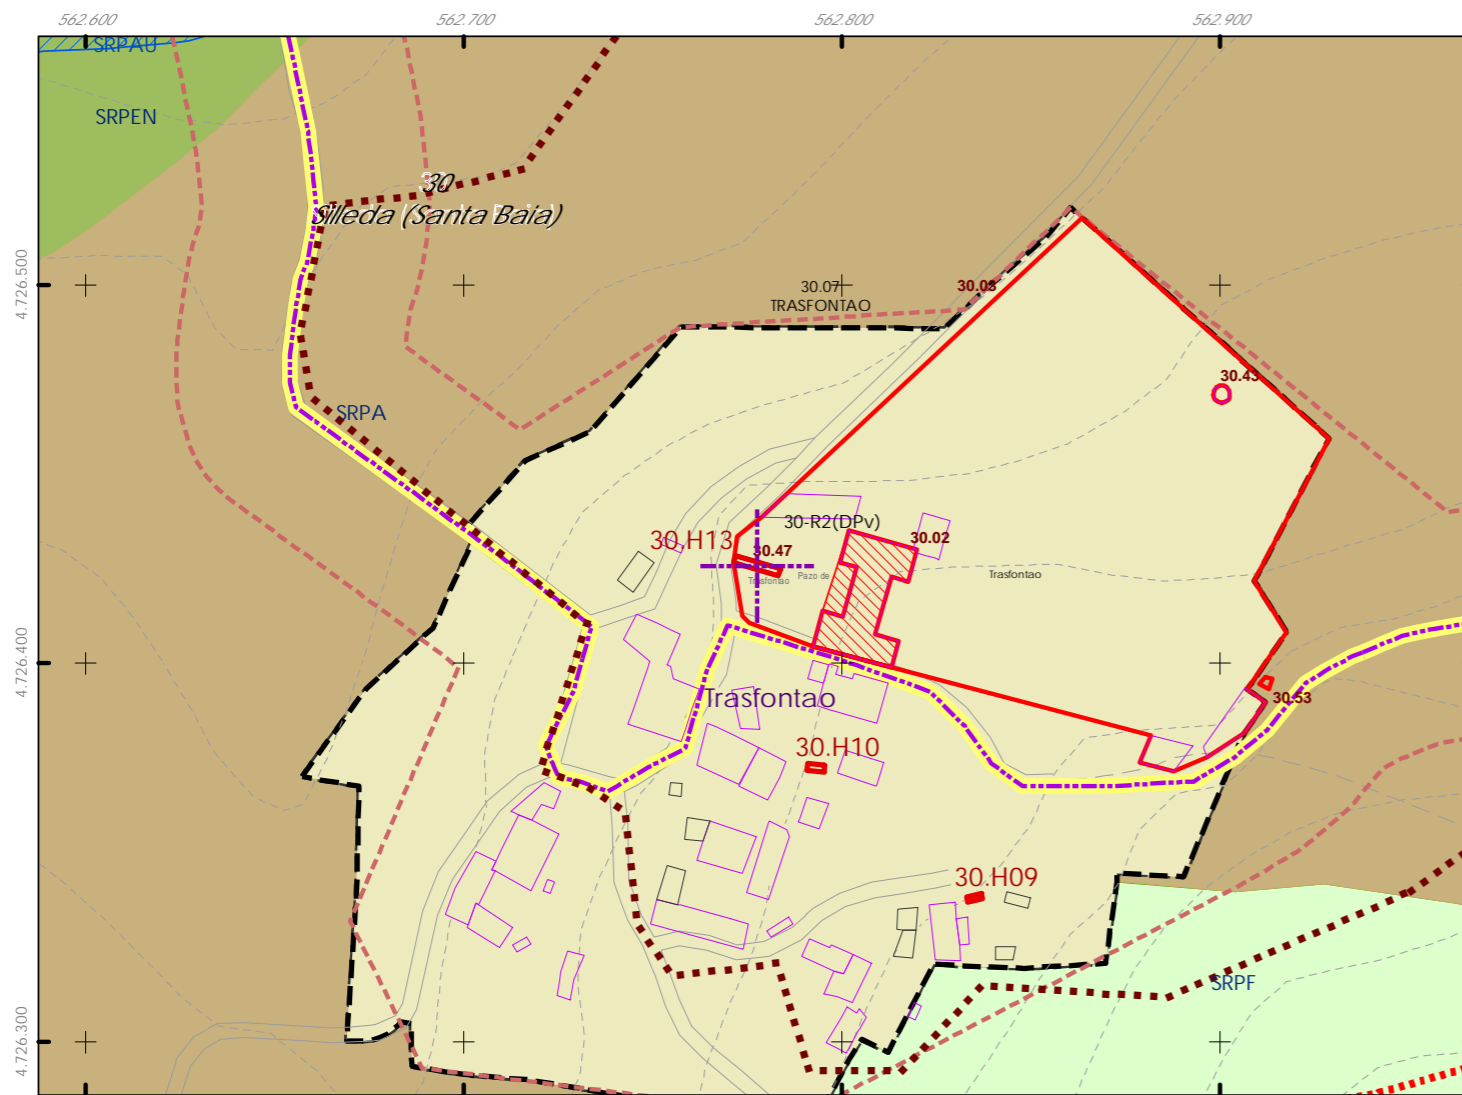 562.600
562.700
562.800
562.900
SRPAU
SRPEN
30
Silleda (Santa Baia)
4.726.500
30.07
TRASFONTAO
30.03
30.43
SRPA
30-R2(DPv)
30.H13
30.47
30.02
Trasfontao
Pazo de
Trasfontao
4.726.400
Trasfontao
30.53
30.H10
30.H09
SRPF
4.726.300